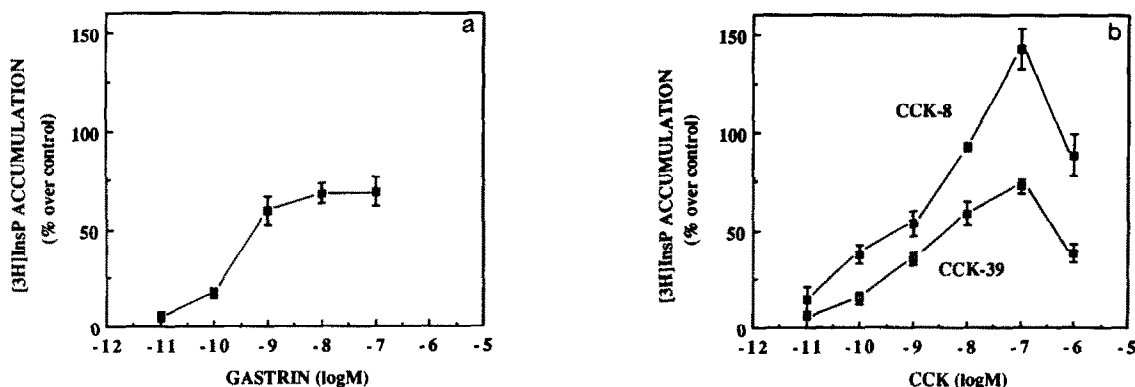 a
[3H]InsP ACCUMULATION
(% over control)
150
100
50
0
-12 -11 -10 -9 -8 -7 -6 -5
GASTRIN (logM)
b
[3H]InsP ACCUMULATION
(% over control)
150
100
50
0
CCK-8
CCK-39
-12 -11 -10 -9 -8 -7 -6 -5
CCK (logM)